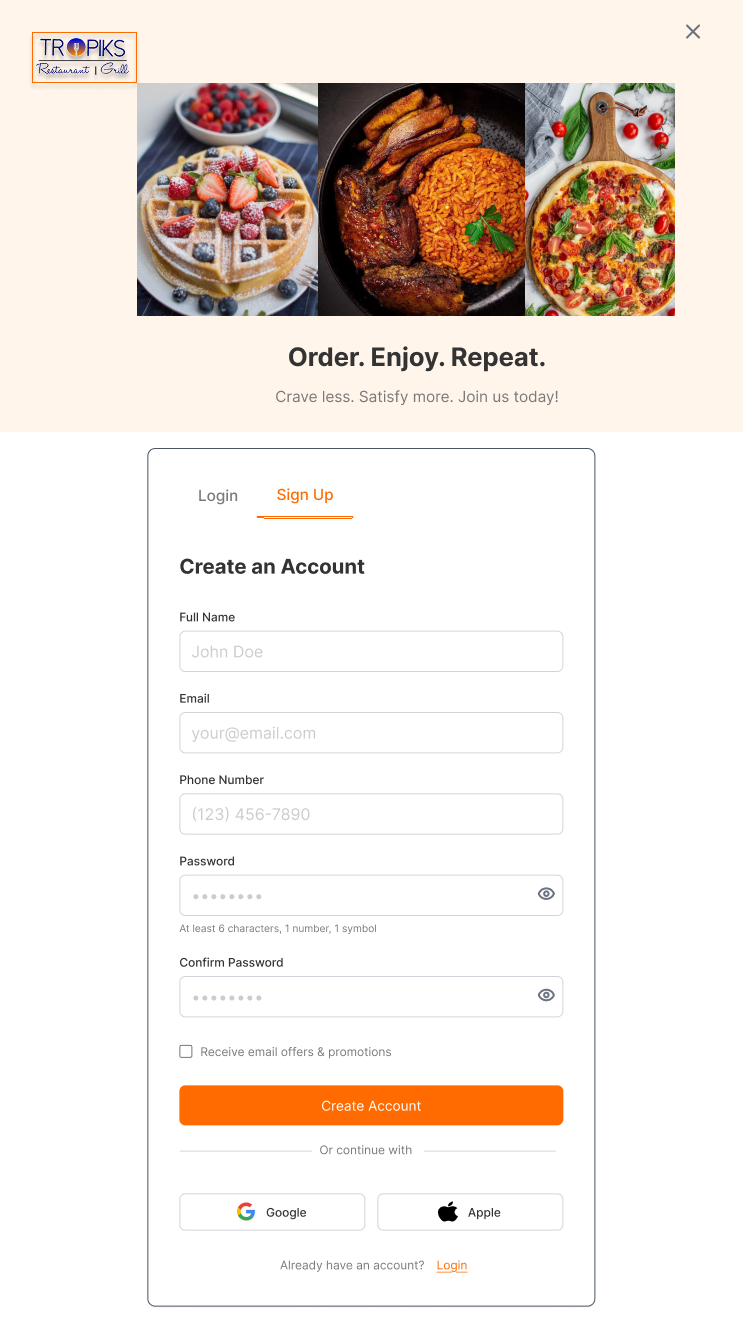 TROPIKS
Restaurant | Grill
Order. Enjoy. Repeat.
Crave less. Satisfy more. Join us today!
Login
Sign Up
Create an Account
Full Name
John Doe
Email
your@email.com
Phone Number
(123) 456-7890
Password
At least 6 characters, 1 number, 1 symbol
Confirm Password
Receive email offers & promotions
Create Account
Or continue with
Google
Apple
Already have an account? Login